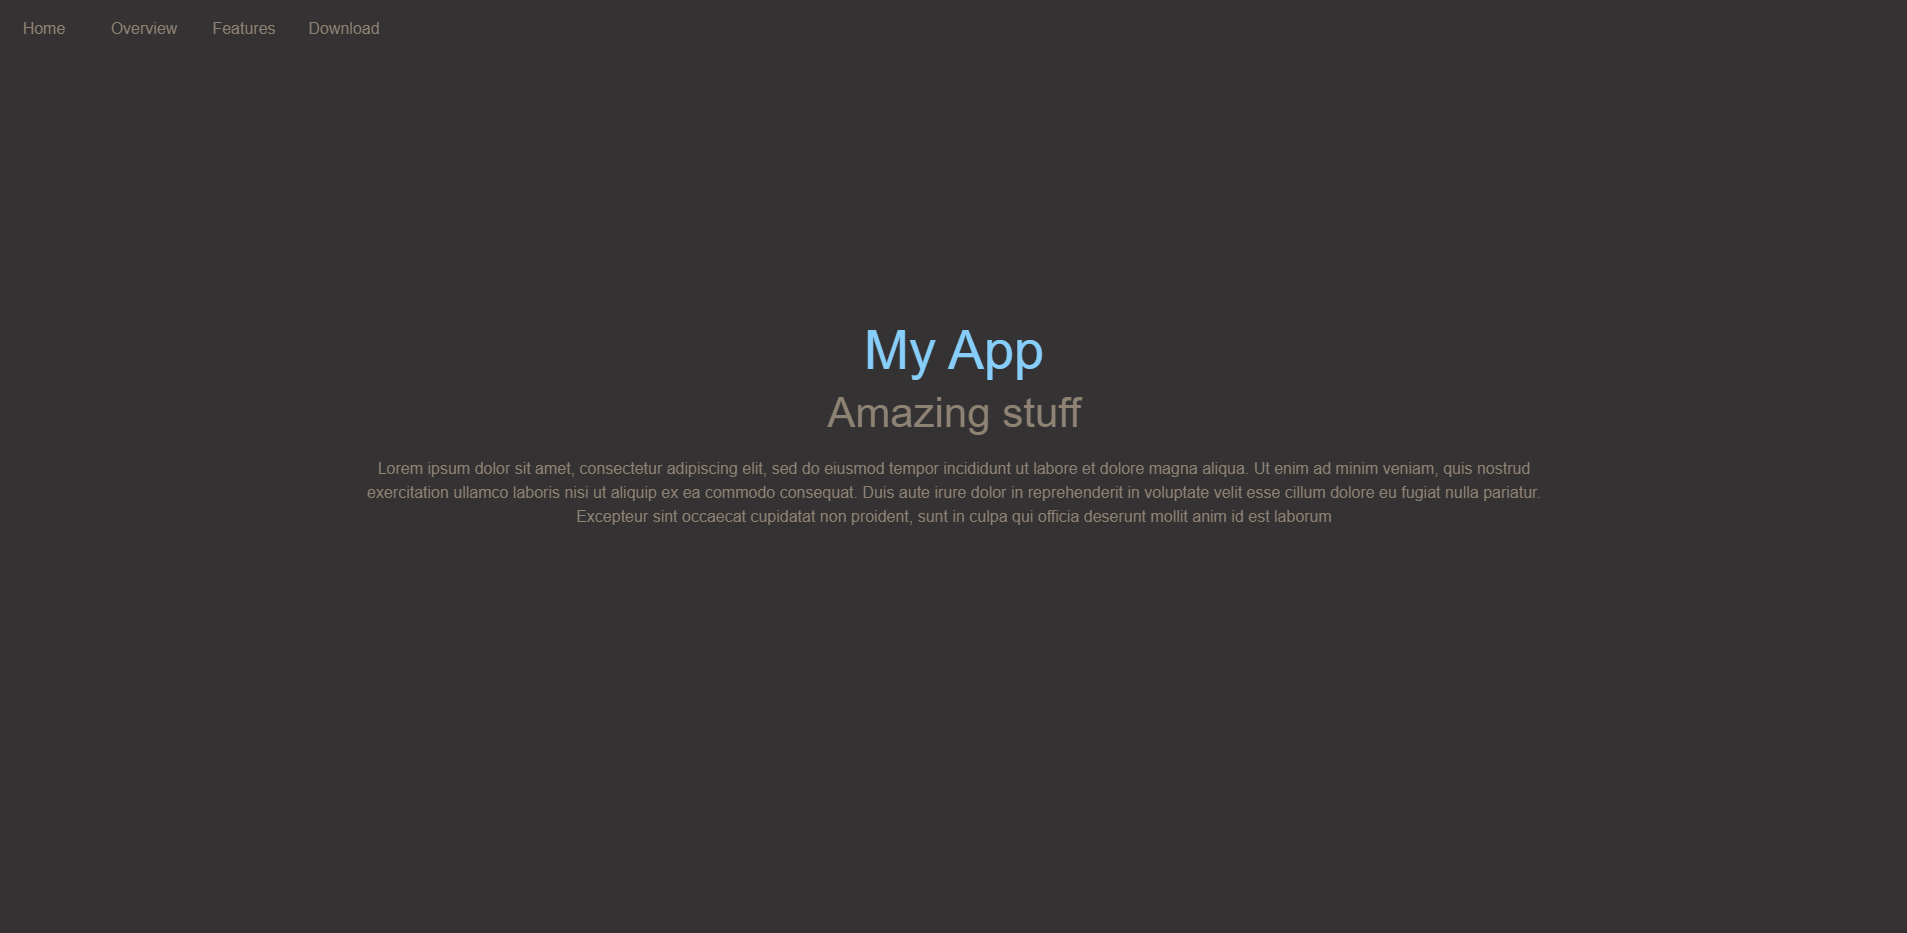 Home Overview Features Download
My App
Amazing stuff
Lorem ipsum dolor sit amet, consectetur adipiscing elit, sed do eiusmod tempor incididunt ut labore et dolore magna aliqua. Ut enim ad minim veniam, quis nostrud
exercitation ullamco laboris nisi ut aliquip ex ea commodo consequat. Duis aute irure dolor in reprehenderit in voluptate velit esse cillum dolore eu fugiat nulla pariatur.
Excepteur sint occaecat cupidatat non proident, sunt in culpa qui officia deserunt mollit anim id est laborum